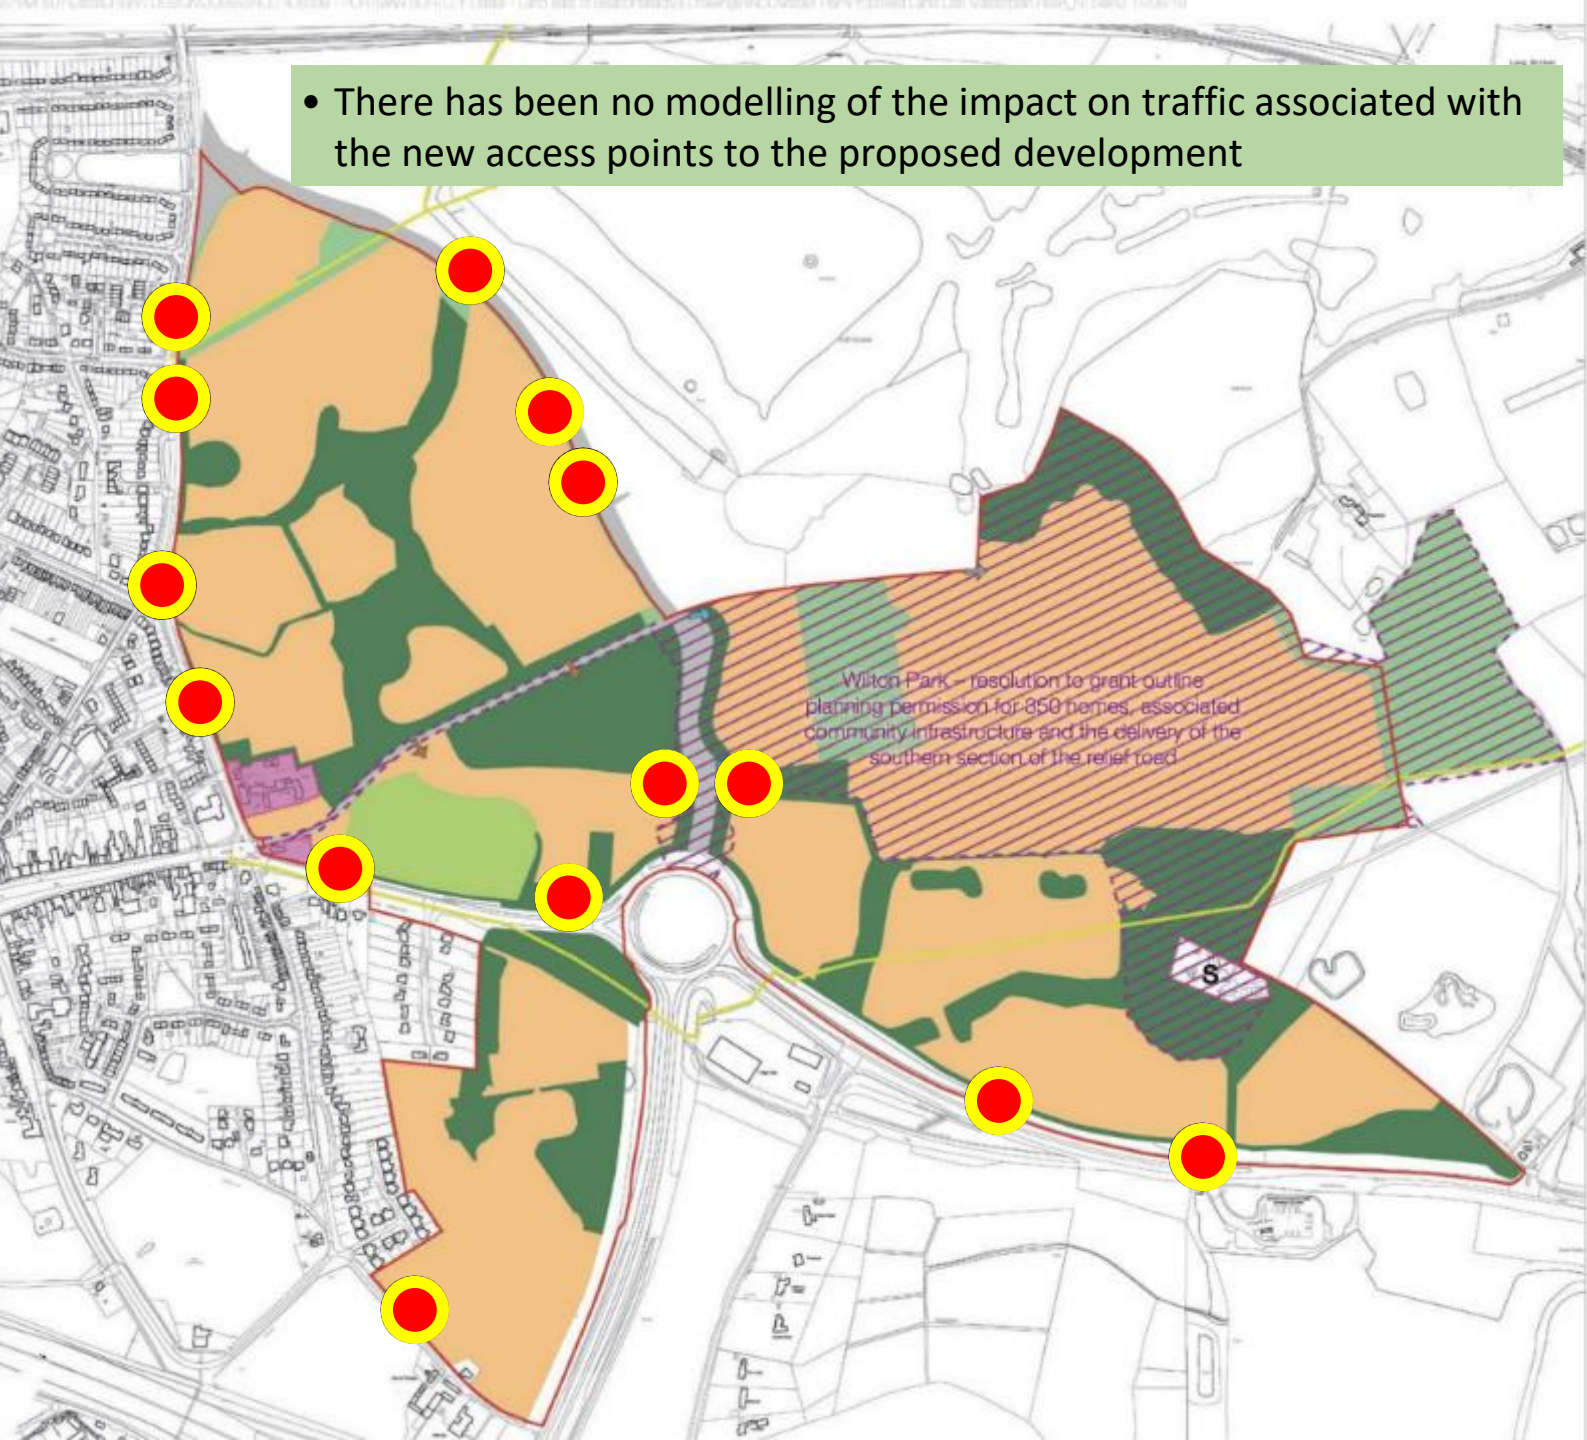 • There has been no modelling of the impact on traffic associated with
the new access points to the proposed development
Wilton Park – resolution to grant outline
planning permission for 350 homes, associated
community infrastructure and the delivery of the
southern section of the relief road
S